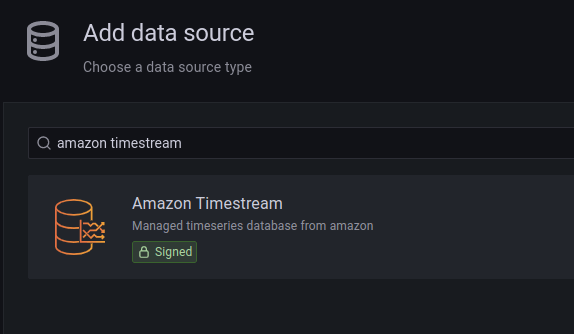 Add data source
Choose a data source type
amazon timestream
Amazon Timestream
Managed timeseries database from amazon
Signed